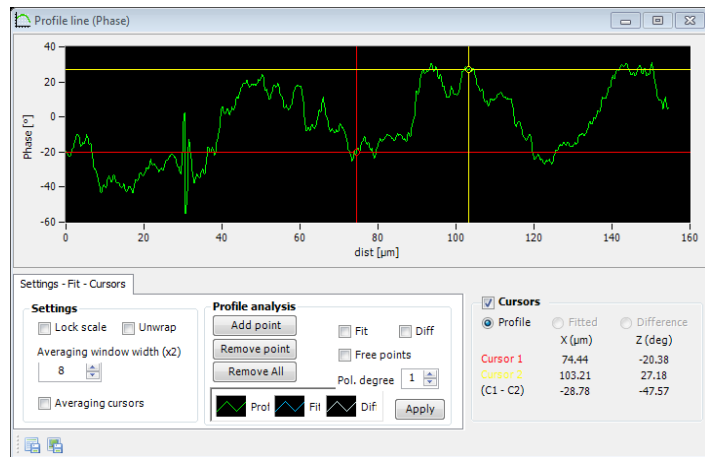 Profile line (Phase)
40
20
0
-20
-40
-60
Phase [°]
0 20 40 60 80 100 120 140 160
dist [µm]
Settings - Fit - Cursors
Settings
Lock scale Unwrap
Averaging window width (x2)
8
Averaging cursors
Profile analysis
Add point
Remove point
Remove All
Fit Diff
Free points
Pol. degree 1
Prof Fit Dif
Apply
Cursors
Profile Fitted Difference
X (µm) Z (deg)
Cursor 1 74.44 -20.38
Cursor 2 103.21 27.18
(C1 - C2) -28.78 -47.57